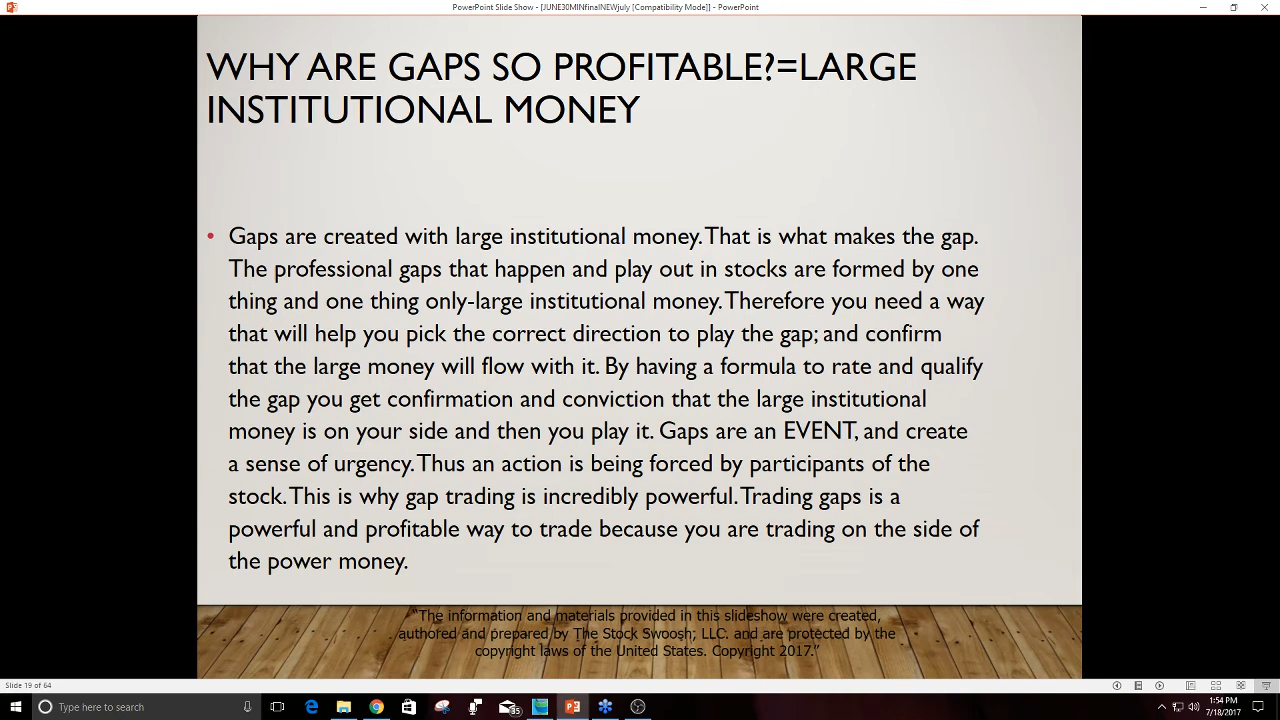 PowerPoint Slide Show - [JUNE30MINfinalNEWjuly [Compatibility Mode]] - PowerPoint
WHY ARE GAPS SO PROFITABLE?=LARGE
INSTITUTIONAL MONEY
• Gaps are created with large institutional money. That is what makes the gap.
The professional gaps that happen and play out in stocks are formed by one
thing and one thing only-large institutional money. Therefore you need a way
that will help you pick the correct direction to play the gap; and confirm
that the large money will flow with it. By having a formula to rate and qualify
the gap you get confirmation and conviction that the large institutional
money is on your side and then you play it. Gaps are an EVENT, and create
a sense of urgency. Thus an action is being forced by participants of the
stock. This is why gap trading is incredibly powerful. Trading gaps is a
powerful and profitable way to trade because you are trading on the side of
the power money.
"The information and materials provided in this slideshow were created,
authored and prepared by The Stock Swoosh; LLC. and are protected by the
copyright laws of the United States. Copyright 2017."
Slide 19 of 64
Type here to search
35
1:54 PM
7/18/2017